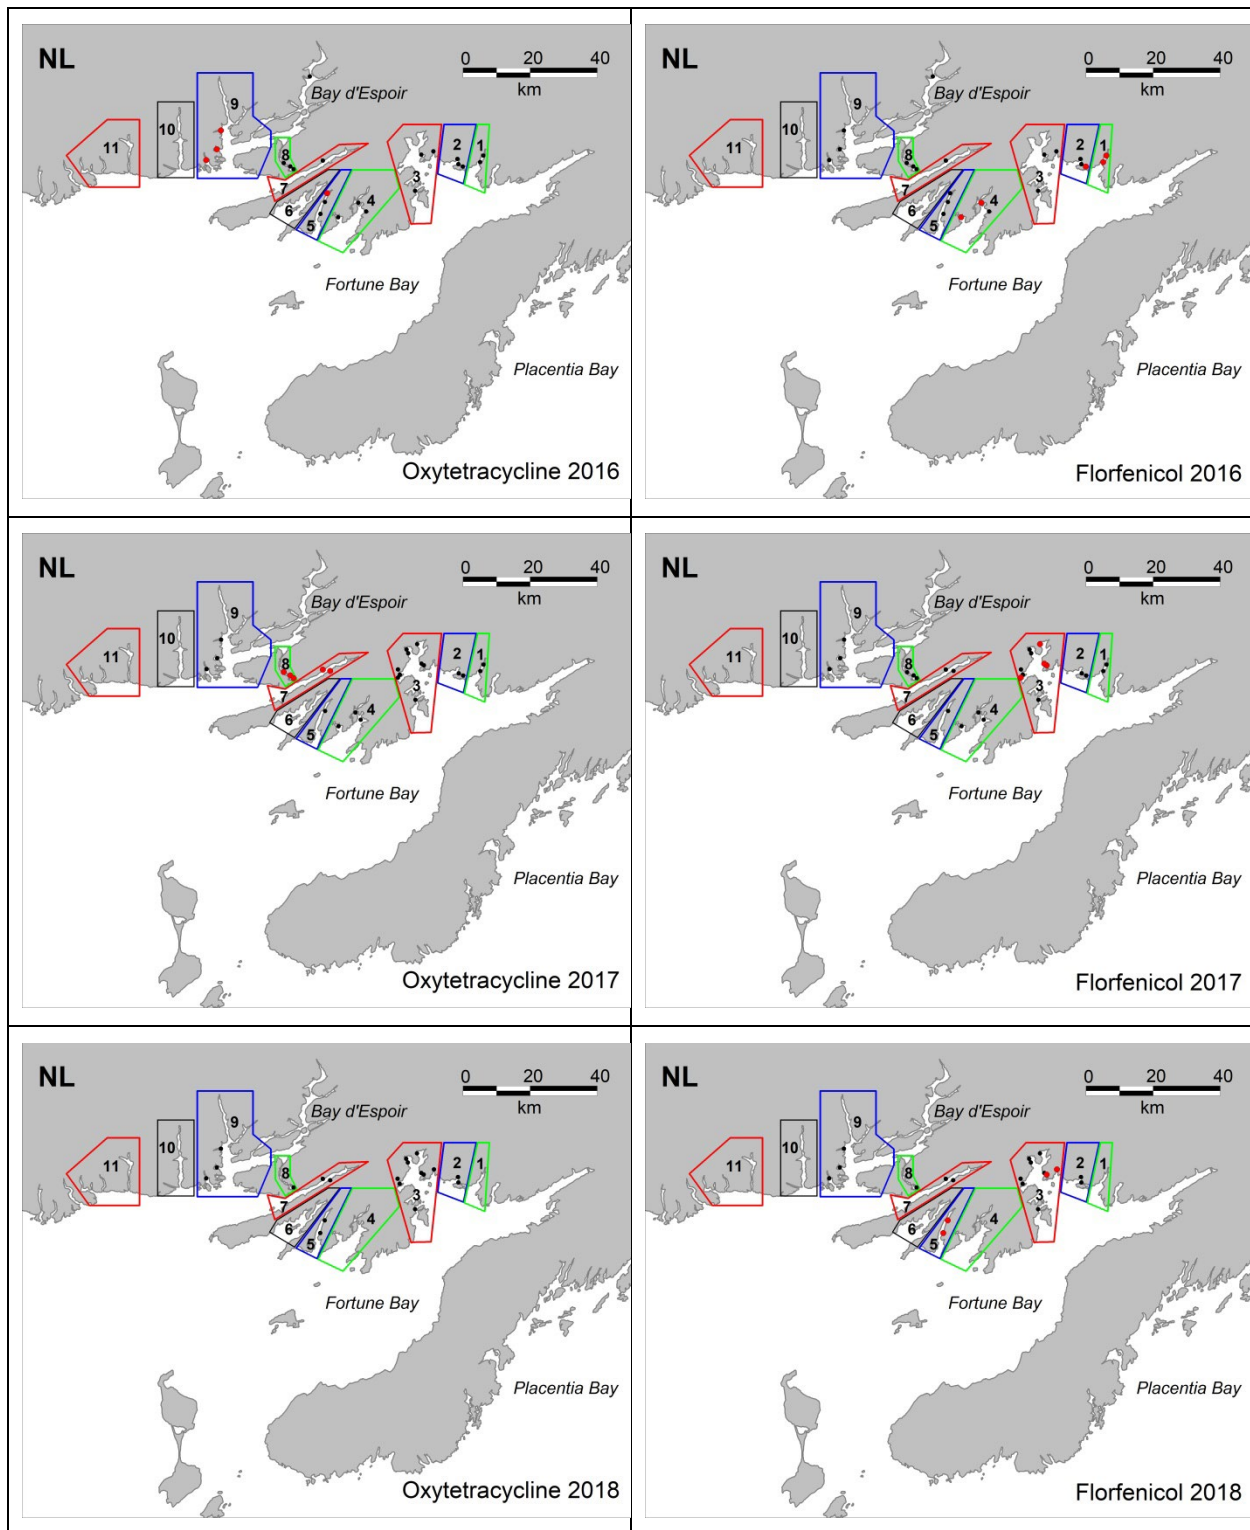 NL
0 20 40
km
Bay d'Espoir
11
10
9
8
7
6
5
4
3
2
1
Fortune Bay
Placentia Bay
Oxytetracycline 2016
NL
0 20 40
km
Bay d'Espoir
11
10
9
8
7
6
5
4
3
2
1
Fortune Bay
Placentia Bay
Florfenicol 2016
NL
0 20 40
km
Bay d'Espoir
11
10
9
8
7
6
5
4
3
2
1
Fortune Bay
Placentia Bay
Oxytetracycline 2017
NL
0 20 40
km
Bay d'Espoir
11
10
9
8
7
6
5
4
3
2
1
Fortune Bay
Placentia Bay
Florfenicol 2017
NL
0 20 40
km
Bay d'Espoir
11
10
9
8
7
6
5
4
3
2
1
Fortune Bay
Placentia Bay
Oxytetracycline 2018
NL
0 20 40
km
Bay d'Espoir
11
10
9
8
7
6
5
4
3
2
1
Fortune Bay
Placentia Bay
Florfenicol 2018